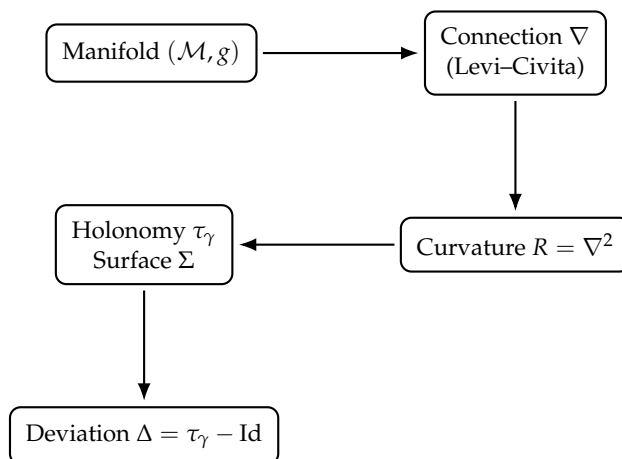 Manifold (ℳ, g)
Connection ∇
(Levi–Civita)
Holonomy τ_γ
Surface Σ
Curvature R = ∇²
Deviation Δ = τ_γ − Id